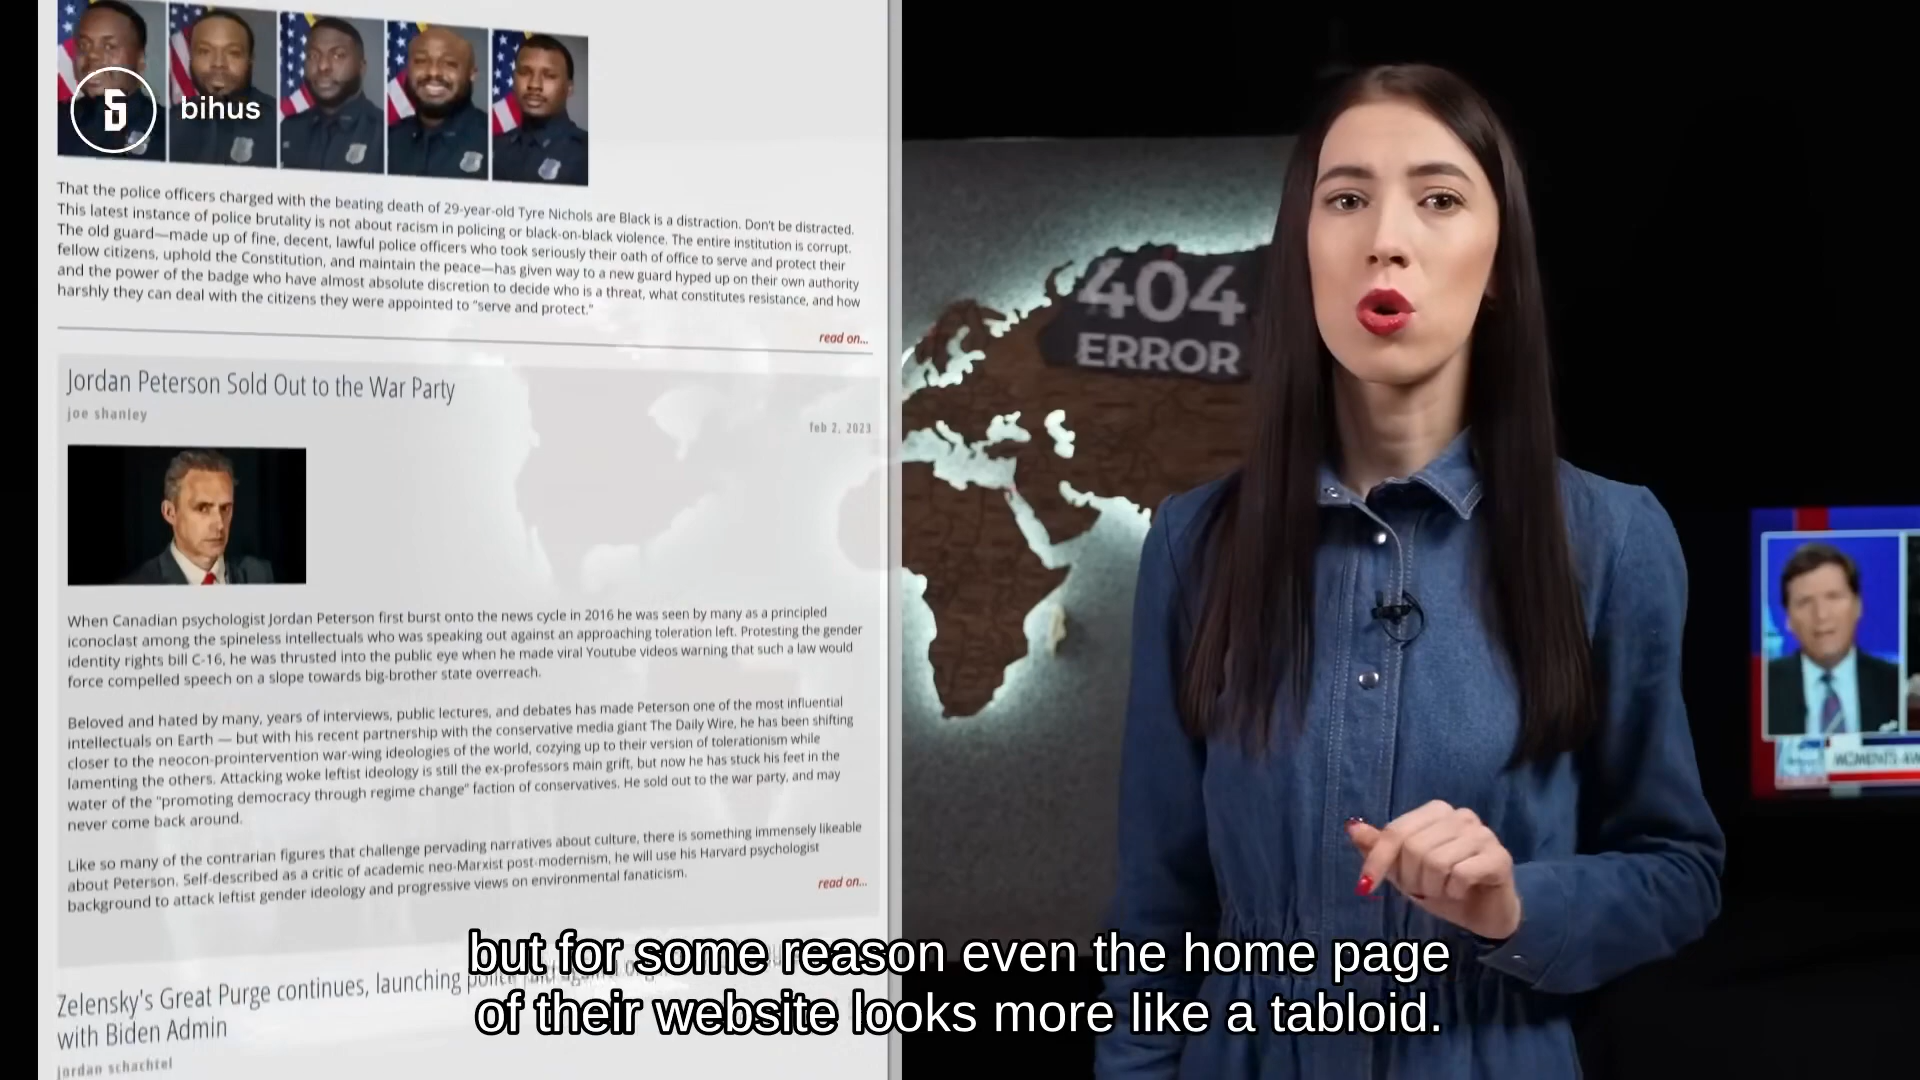 bihus
That the police officers charged with the beating death of 29-year-old Tyre Nichols are Black is a distraction. Don't be distracted.
This latest instance of police brutality is not about racism in policing or black-on-black violence. The entire institution is corrupt.
The old guard—made up of fine, decent, lawful police officers who took seriously their oath of office to serve and protect their
fellow citizens, uphold the Constitution, and maintain the peace—has given way to a new guard hyped up on their own authority
and the power of the badge who have almost absolute discretion to decide who is a threat, what constitutes resistance, and how
harshly they can deal with the citizens they were appointed to "serve and protect."
read on...
Jordan Peterson Sold Out to the War Party
joe shanley
feb 2, 2023
When Canadian psychologist Jordan Peterson first burst onto the news cycle in 2016 he was seen by many as a principled
iconoclast among the spineless intellectuals who was speaking out against an approaching toleration left. Protesting the gender
identity rights bill C-16, he was thrusted into the public eye when he made viral Youtube videos warning that such a law would
force compelled speech on a slope towards big-brother state overreach.
Beloved and hated by many, years of interviews, public lectures, and debates has made Peterson one of the most influential
intellectuals on Earth — but with his recent partnership with the conservative media giant The Daily Wire, he has been shifting
closer to the neocon-prointervention war-wing ideologies of the world, cozying up to their version of tolerationism while
lamenting the others. Attacking woke leftist ideology is still the ex-professors main grift, but now he has stuck his feet in the
water of the "promoting democracy through regime change" faction of conservatives. He sold out to the war party, and may
never come back around.
Like so many of the contrarian figures that challenge pervading narratives about culture, there is something immensely likeable
about Peterson. Self-described as a critic of academic neo-Marxist post-modernism, he will use his Harvard psychologist
background to attack leftist gender ideology and progressive views on environmental fanaticism.
read on...
Zelensky's Great Purge continues, launching police raid against
with Biden Admin
jordan schachtel
404
ERROR
but for some reason even the home page
of their website looks more like a tabloid.